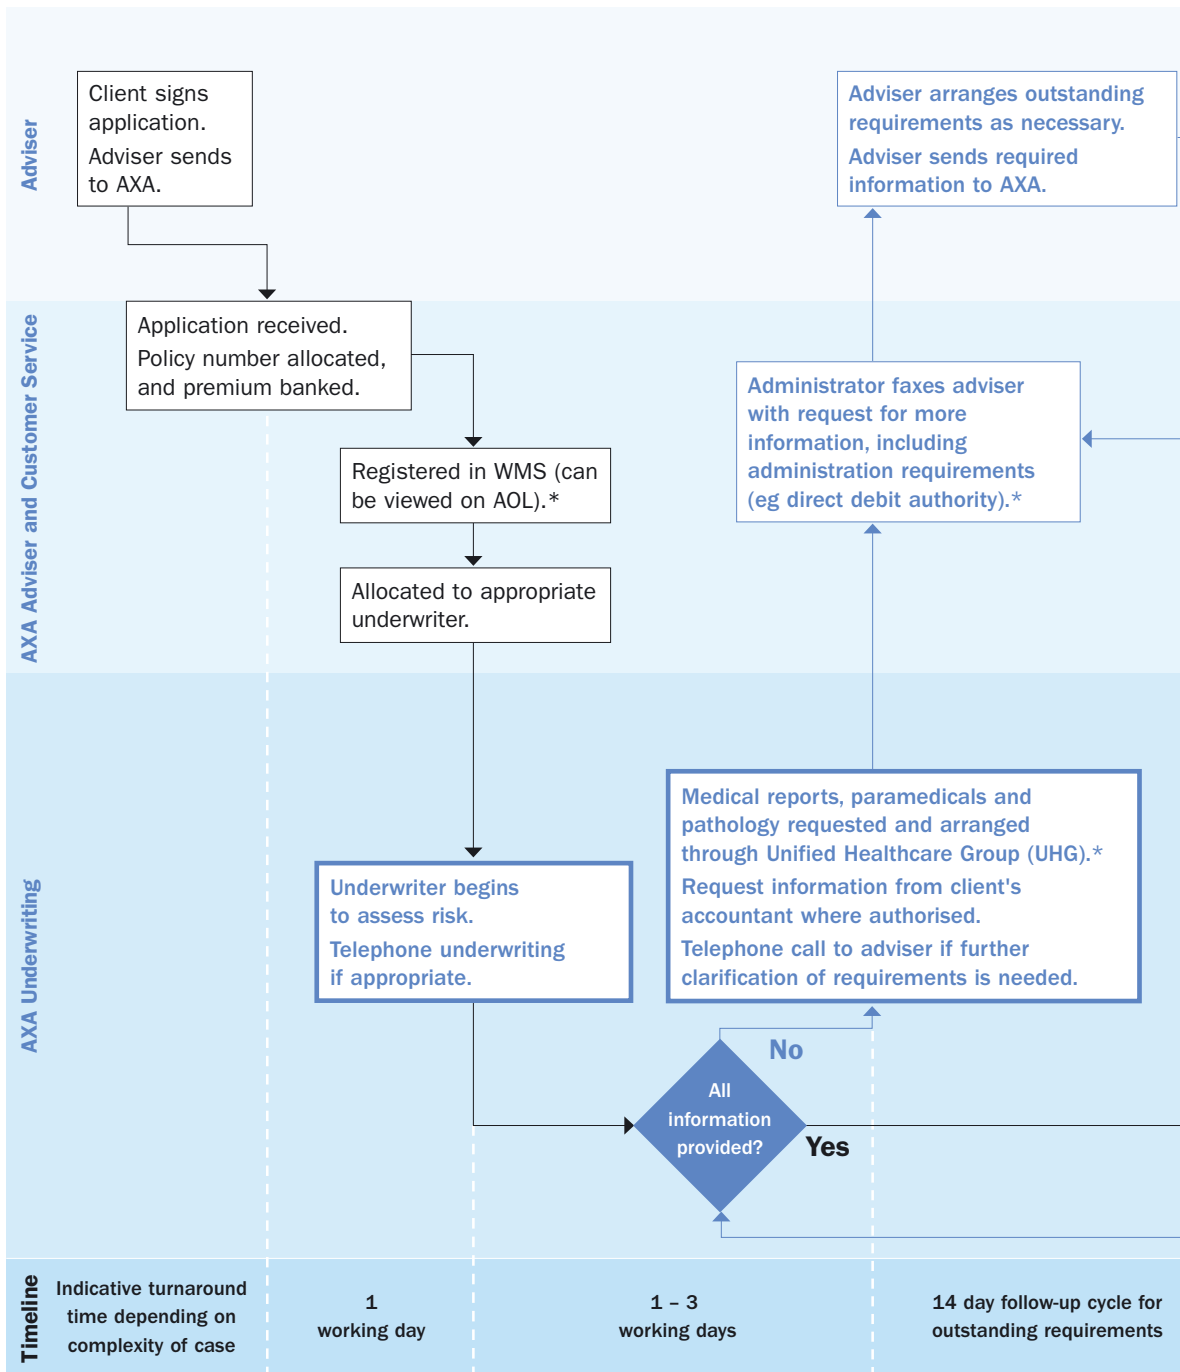 Adviser
Client signs
application.
Adviser sends
to AXA.
Adviser arranges outstanding
requirements as necessary.
Adviser sends required
information to AXA.
AXA Adviser and Customer Service
Application received.
Policy number allocated,
and premium banked.
Registered in WMS (can
be viewed on AOL).*
Allocated to appropriate
underwriter.
Administrator faxes adviser
with request for more
information, including
administration requirements
(eg direct debit authority).*
AXA Underwriting
Underwriter begins
to assess risk.
Telephone underwriting
if appropriate.
Medical reports, paramedicals and
pathology requested and arranged
through Unified Healthcare Group (UHG).*
Request information from client's
accountant where authorised.
Telephone call to adviser if further
clarification of requirements is needed.
No
All
information
provided?
Yes
Timeline
Indicative turnaround
time depending on
complexity of case
1
working day
1 – 3
working days
14 day follow-up cycle for
outstanding requirements